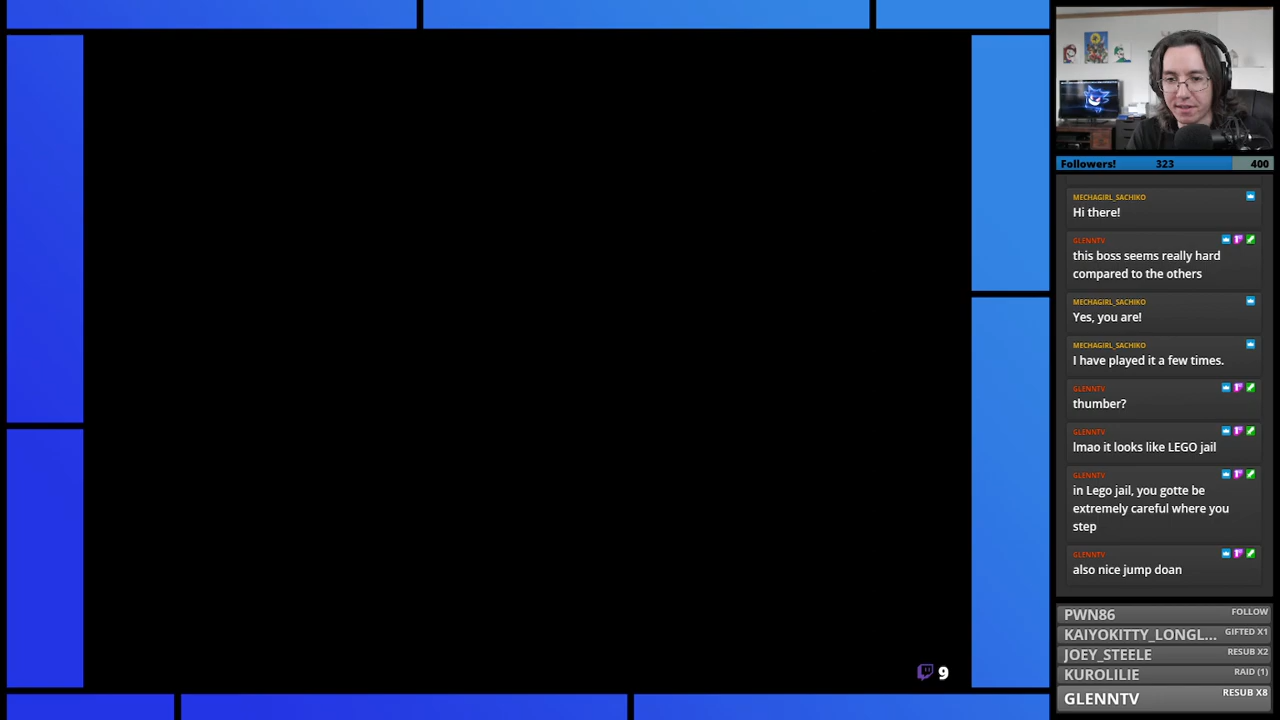 Followers! 323 400
MECHAGIRL_SACHIKO
Hi there!
GLENNTV
this boss seems really hard
compared to the others
MECHAGIRL_SACHIKO
Yes, you are!
MECHAGIRL_SACHIKO
I have played it a few times.
GLENNTV
thumber?
GLENNTV
lmao it looks like LEGO jail
GLENNTV
in Lego jail, you gotte be
extremely careful where you
step
GLENNTV
also nice jump doan
PWN86 FOLLOW
KAIYOKITTY_LONGL... GIFTED X1
JOEY_STEELE RESUB X2
KUROLILIE RAID (1)
GLENNTV RESUB X8
9